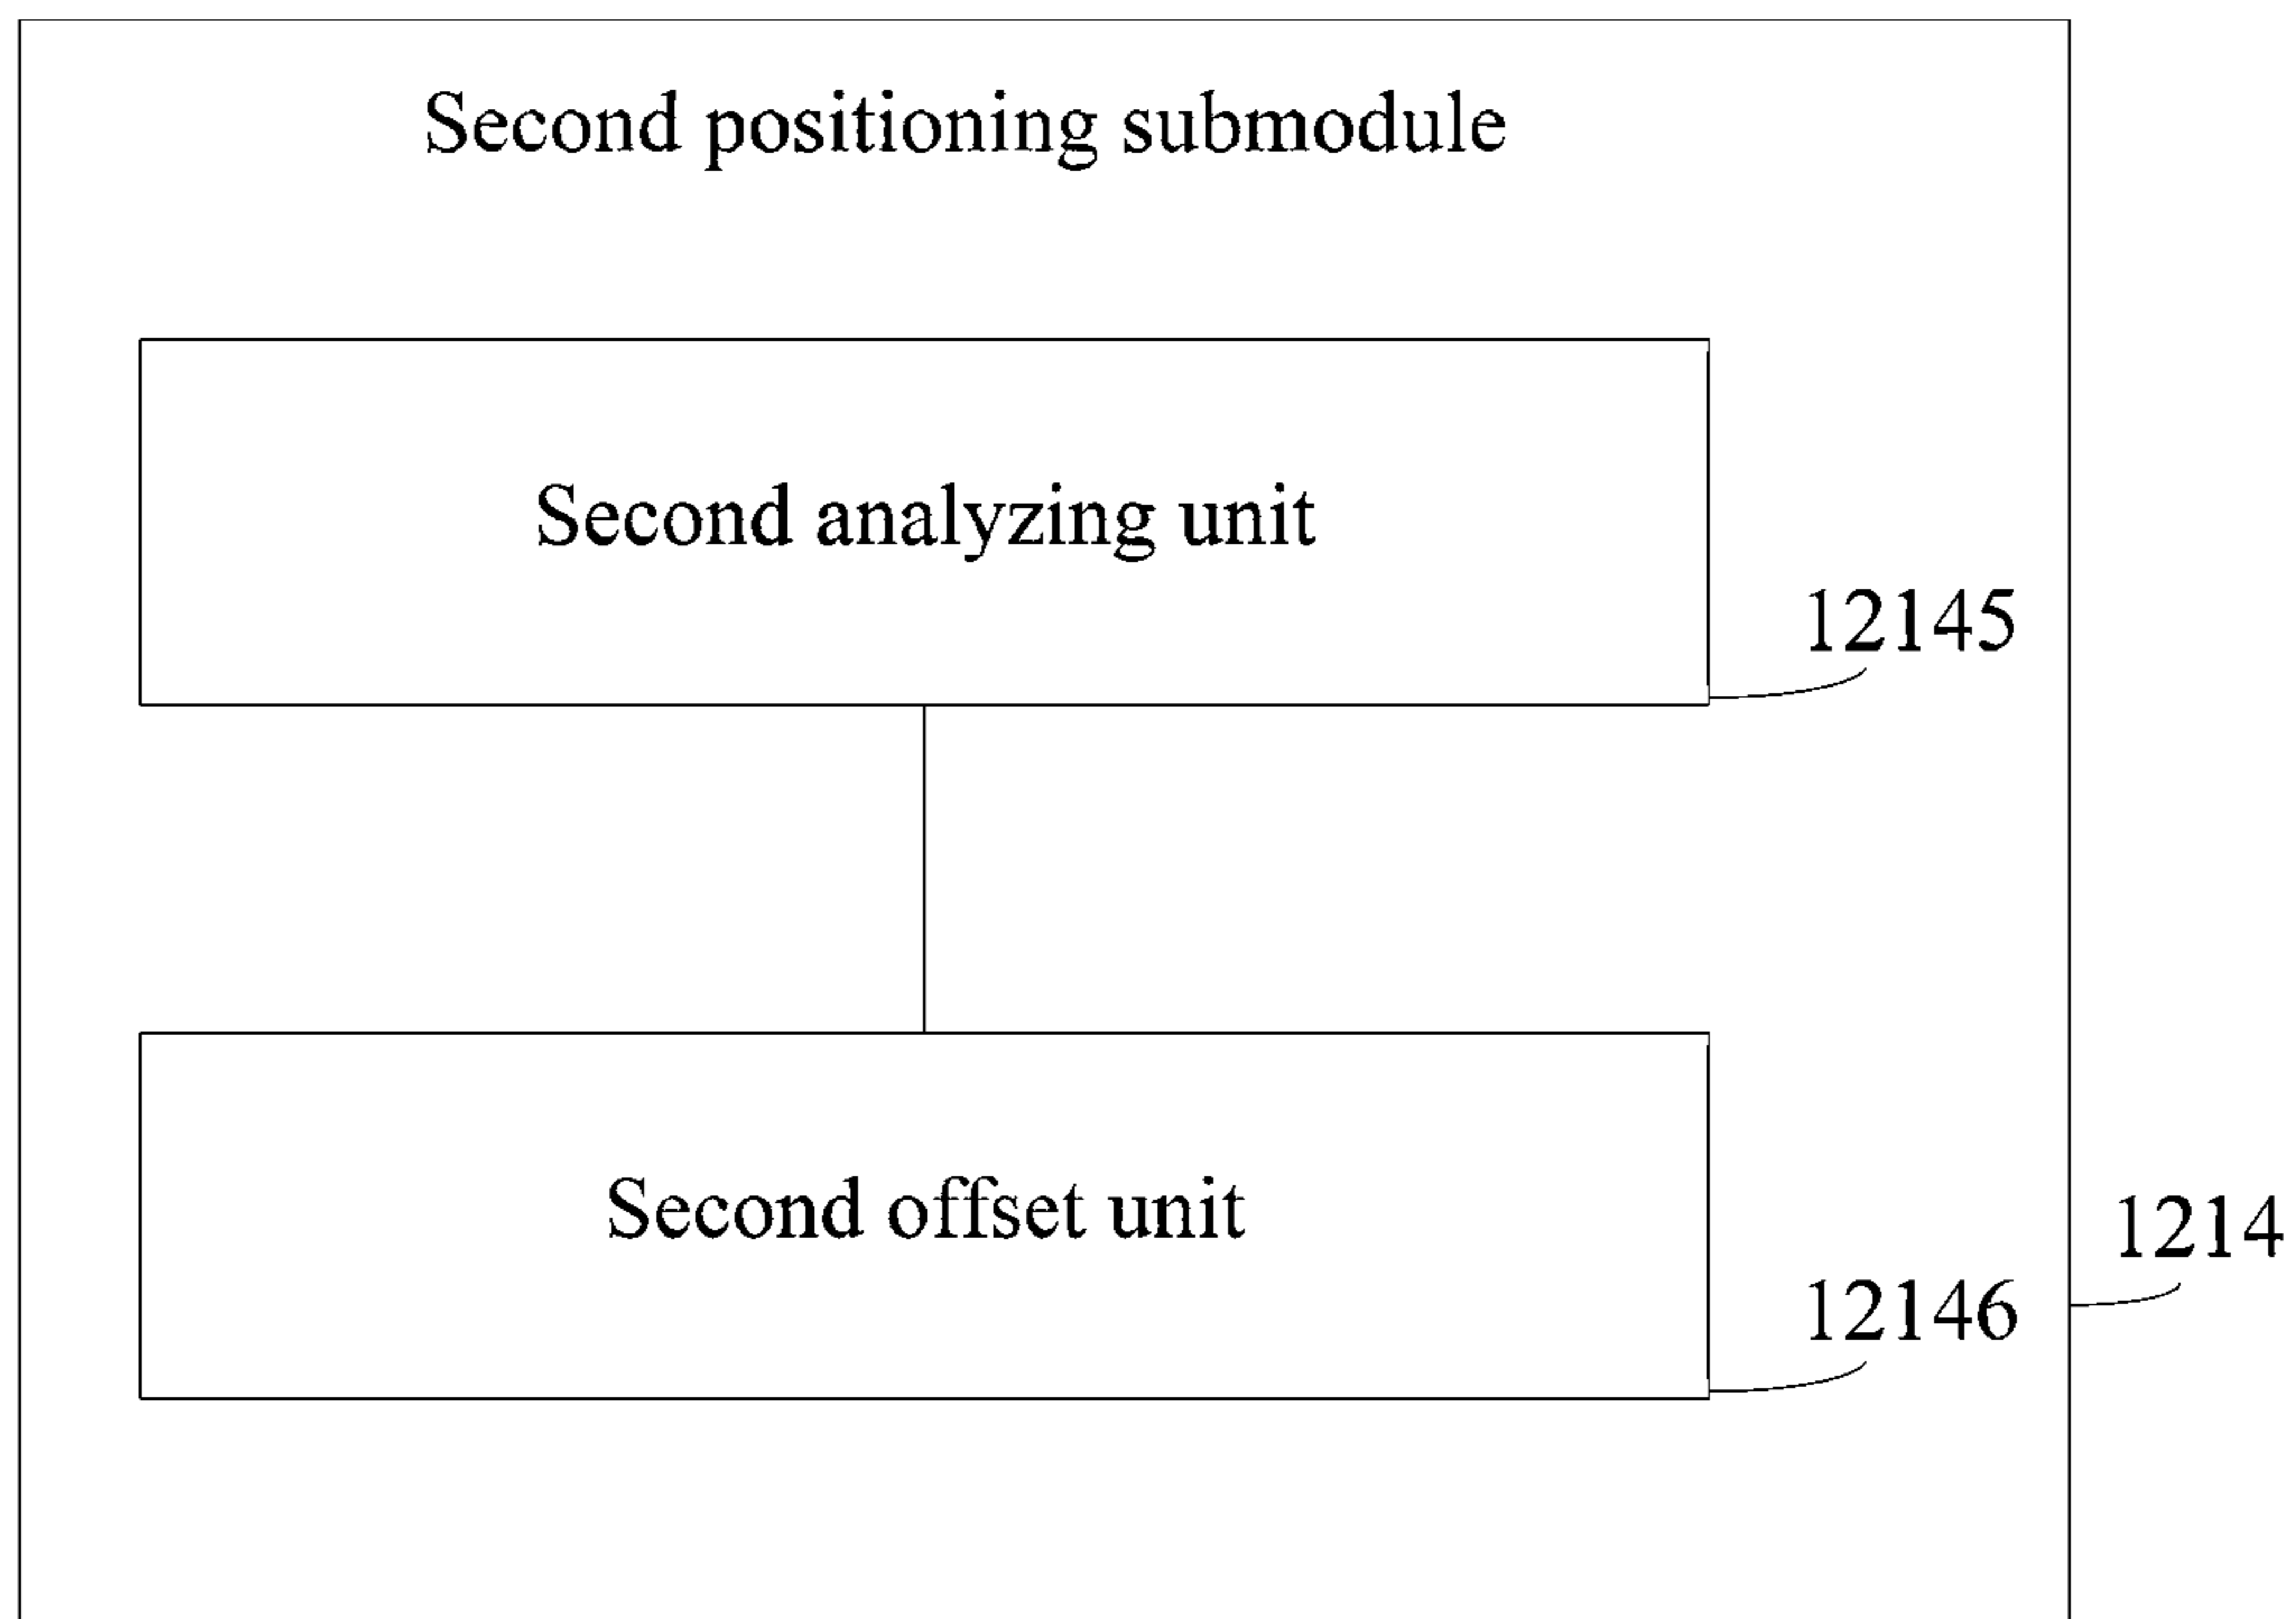 Second positioning submodule
Second analyzing unit
12145
Second offset unit
1214
12146